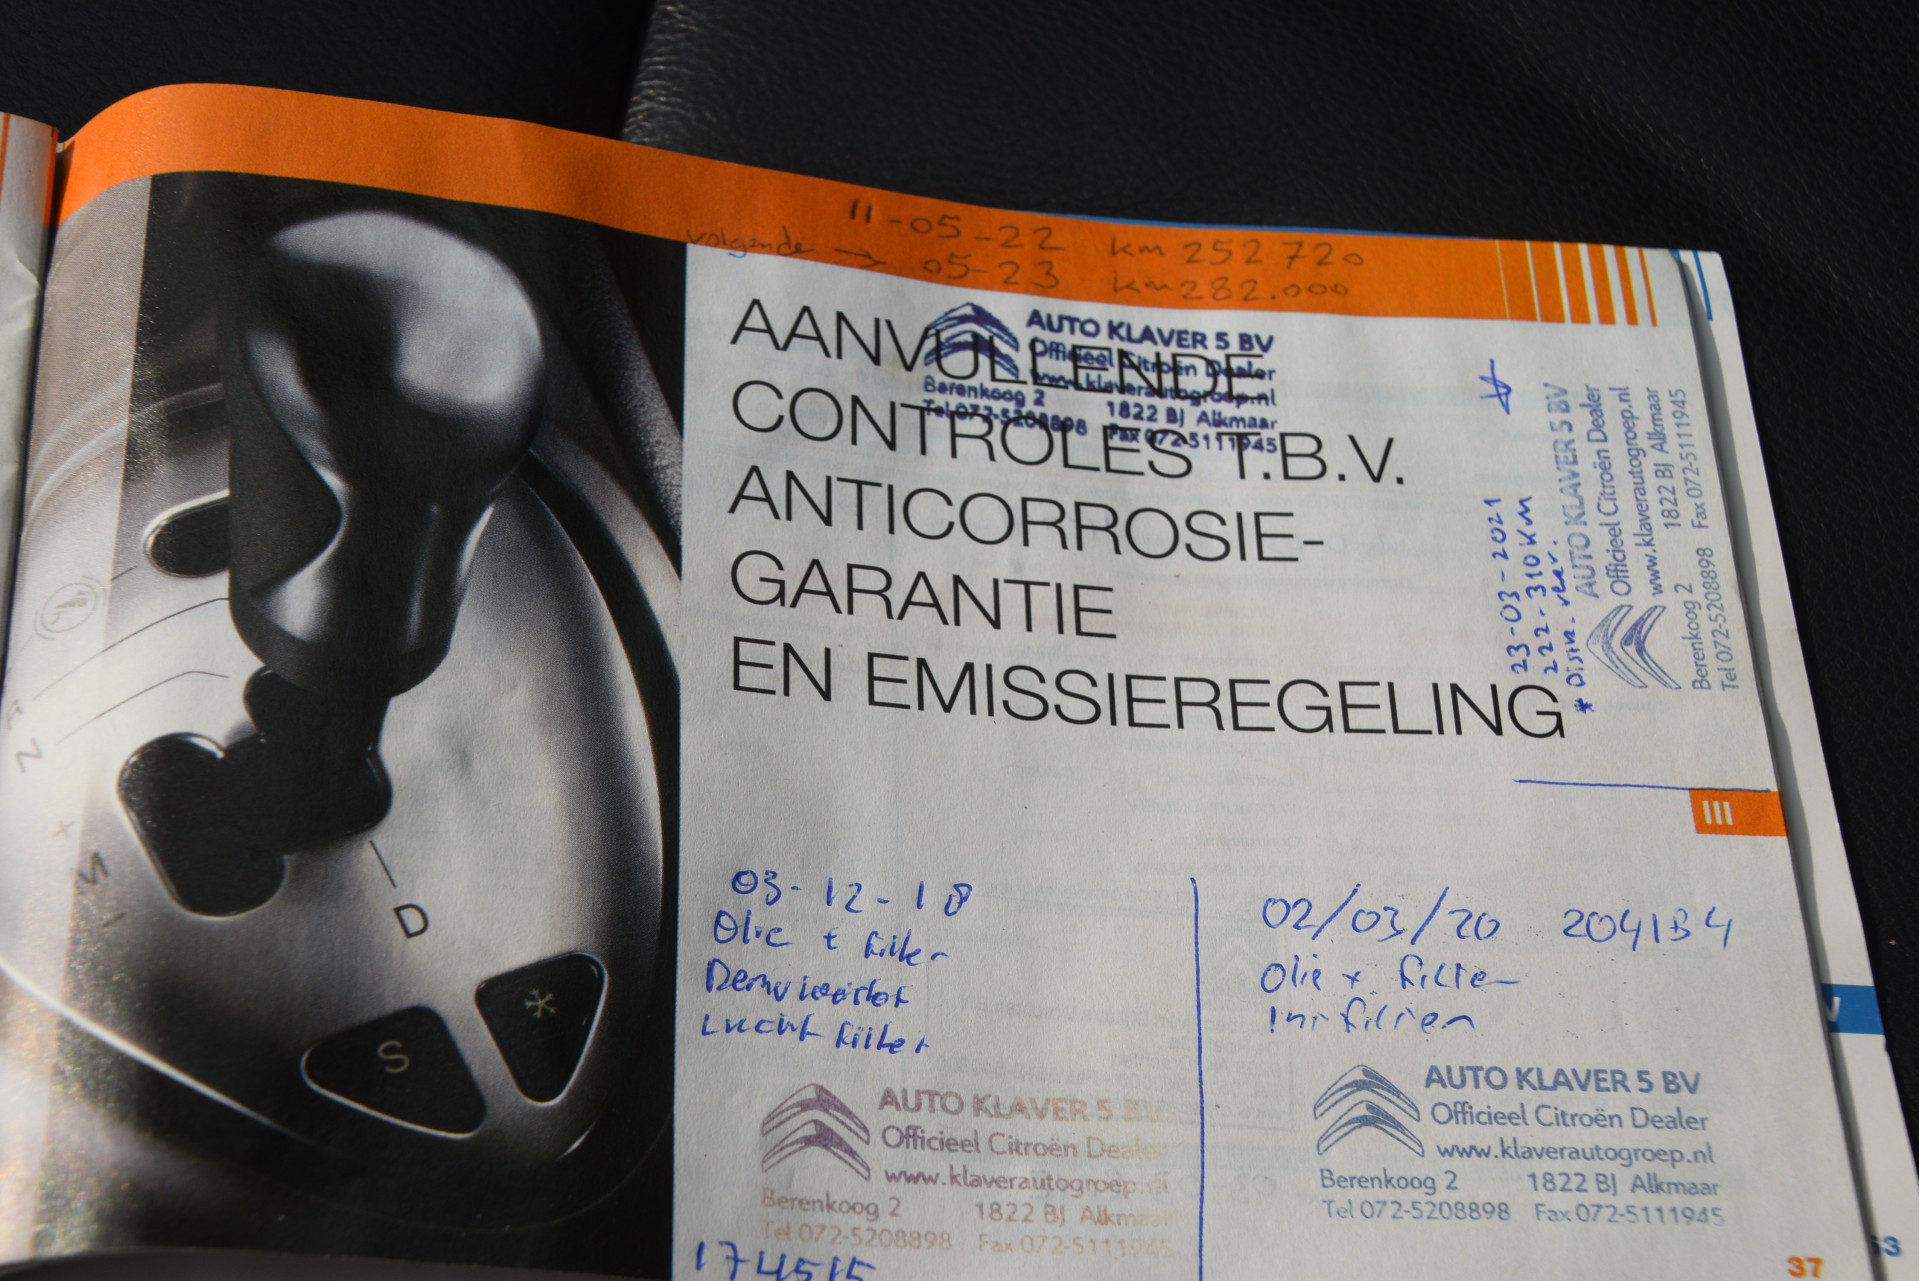 11-05-22 km 252720
volgende → 05-23 km 282.000
AUTO KLAVER 5 BV
Officieel Citroën Dealer
www.klaverautogroep.nl
Berenkoog 2 1822 BJ Alkmaar
Tel 072-5208898 Fax 072-5111945
AANVULLENDE
CONTROLES T.B.V.
ANTICORROSIE-
GARANTIE
EN EMISSIEREGELING
23-03-2021
222-310 KM
* Distr. riem.
AUTO KLAVER 5 BV
Officieel Citroën Dealer
www.klaverautogroep.nl
Berenkoog 2 1822 BJ Alkmaar
Tel 072-5208898 Fax 072-5111945
III
R
N
M
D
S
03-12-18
Olie + filter
Remvloeistof
Lucht filter
AUTO KLAVER 5 BV
Officieel Citroën Dealer
www.klaverautogroep.nl
Berenkoog 2 1822 BJ Alkmaar
Tel 072-5208898 Fax 072-5111945
174515
02/03/20 204184
Olie + filter
Int filter
AUTO KLAVER 5 BV
Officieel Citroën Dealer
www.klaverautogroep.nl
Berenkoog 2 1822 BJ Alkmaar
Tel 072-5208898 Fax 072-5111945
37